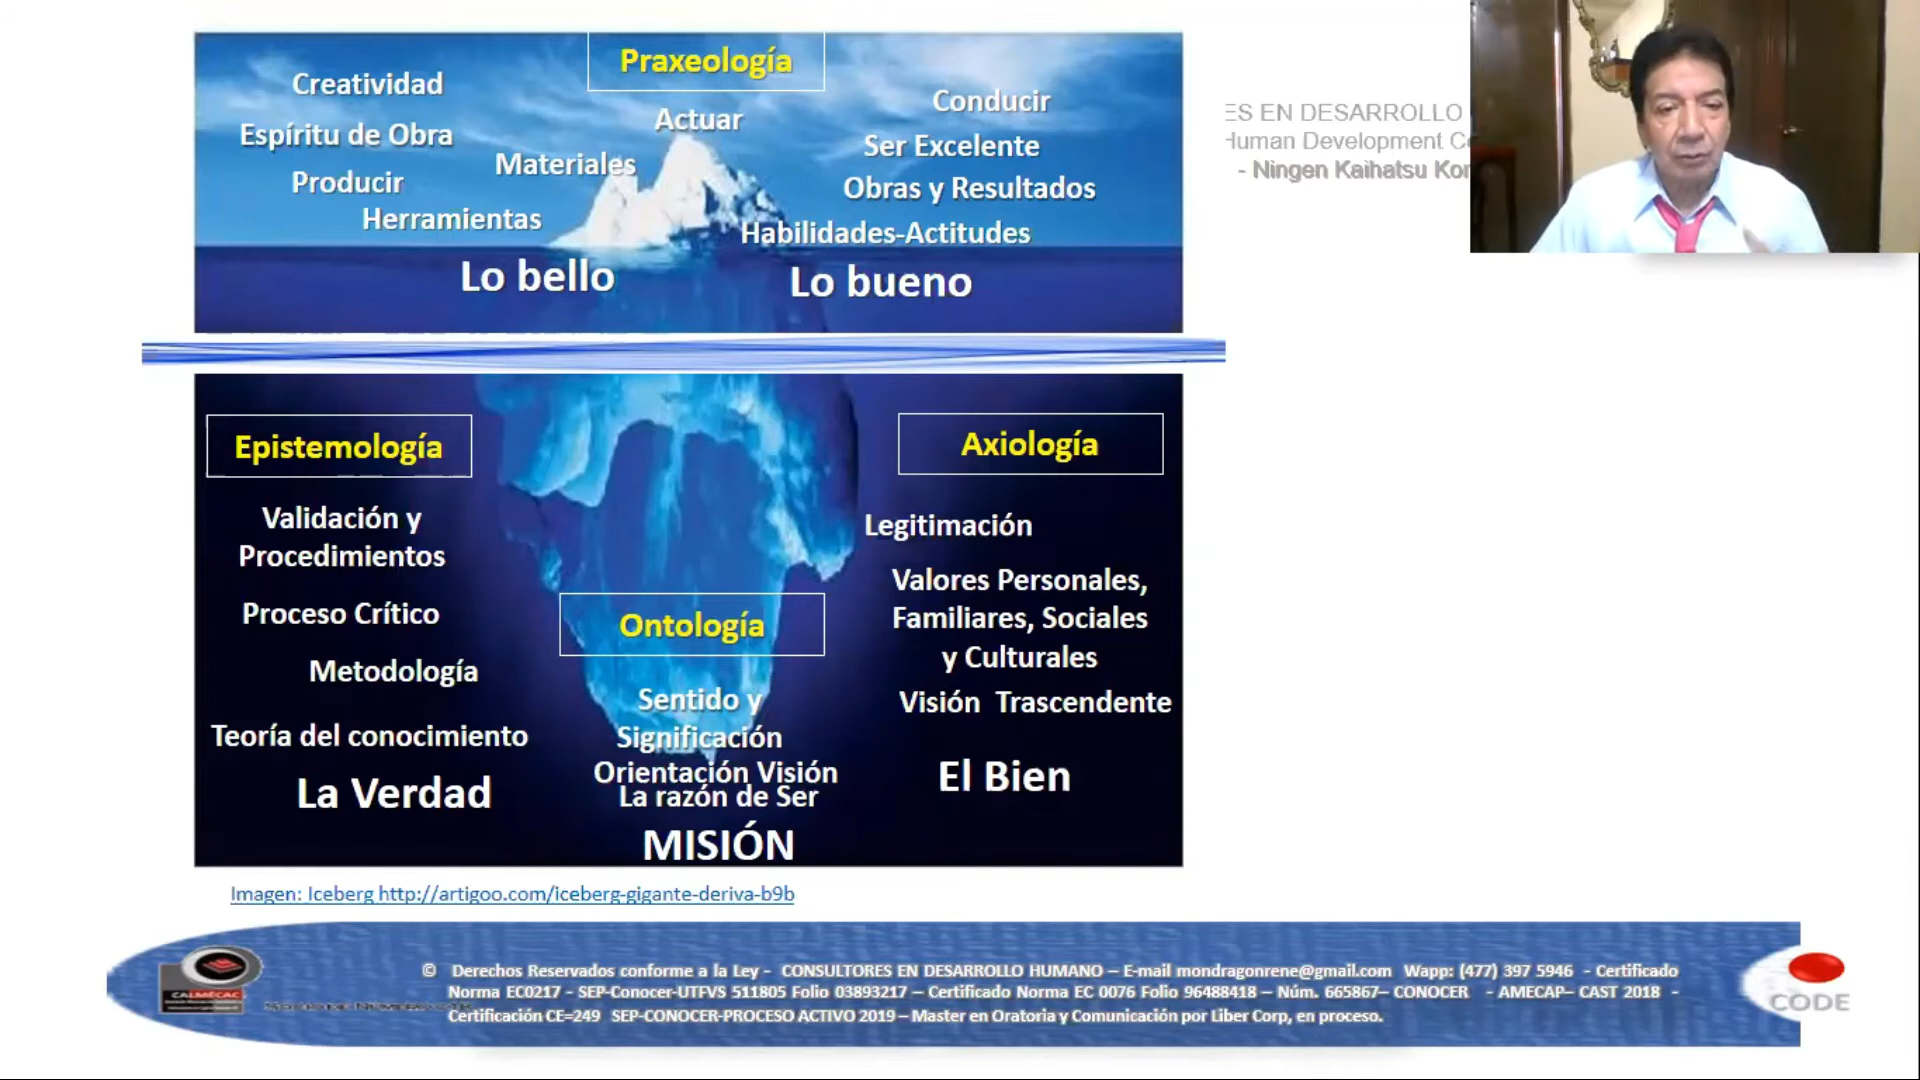 Praxeología
Creatividad
Conducir
Actuar
Espíritu de Obra
Ser Excelente
Materiales
Producir
Obras y Resultados
Herramientas
Habilidades-Actitudes
Lo bello
Lo bueno
ES EN DESARROLLO
Human Development
- Ningen Kaihatsu
Epistemología
Validación y
Procedimientos
Proceso Crítico
Metodología
Teoría del conocimiento
La Verdad
Ontología
Sentido y
Significación
Orientación Visión
La razón de Ser
MISIÓN
Axiología
Legitimación
Valores Personales,
Familiares, Sociales
y Culturales
Visión Trascendente
El Bien
Imagen: Iceberg http://artigoo.com/iceberg-gigante-deriva-b9b
CALMECAC
© Derechos Reservados conforme a la Ley - CONSULTORES EN DESARROLLO HUMANO – E-mail mondragonrene@gmail.com Wapp: (477) 397 5946 - Certificado
Norma EC0217 - SEP-Conocer-UTFVS 511805 Folio 03893217 – Certificado Norma EC 0076 Folio 96488418 – Núm. 665867– CONOCER - AMECAP– CAST 2018 -
Certificación CE=249 SEP-CONOCER-PROCESO ACTIVO 2019 – Master en Oratoria y Comunicación por Liber Corp, en proceso.
CODE